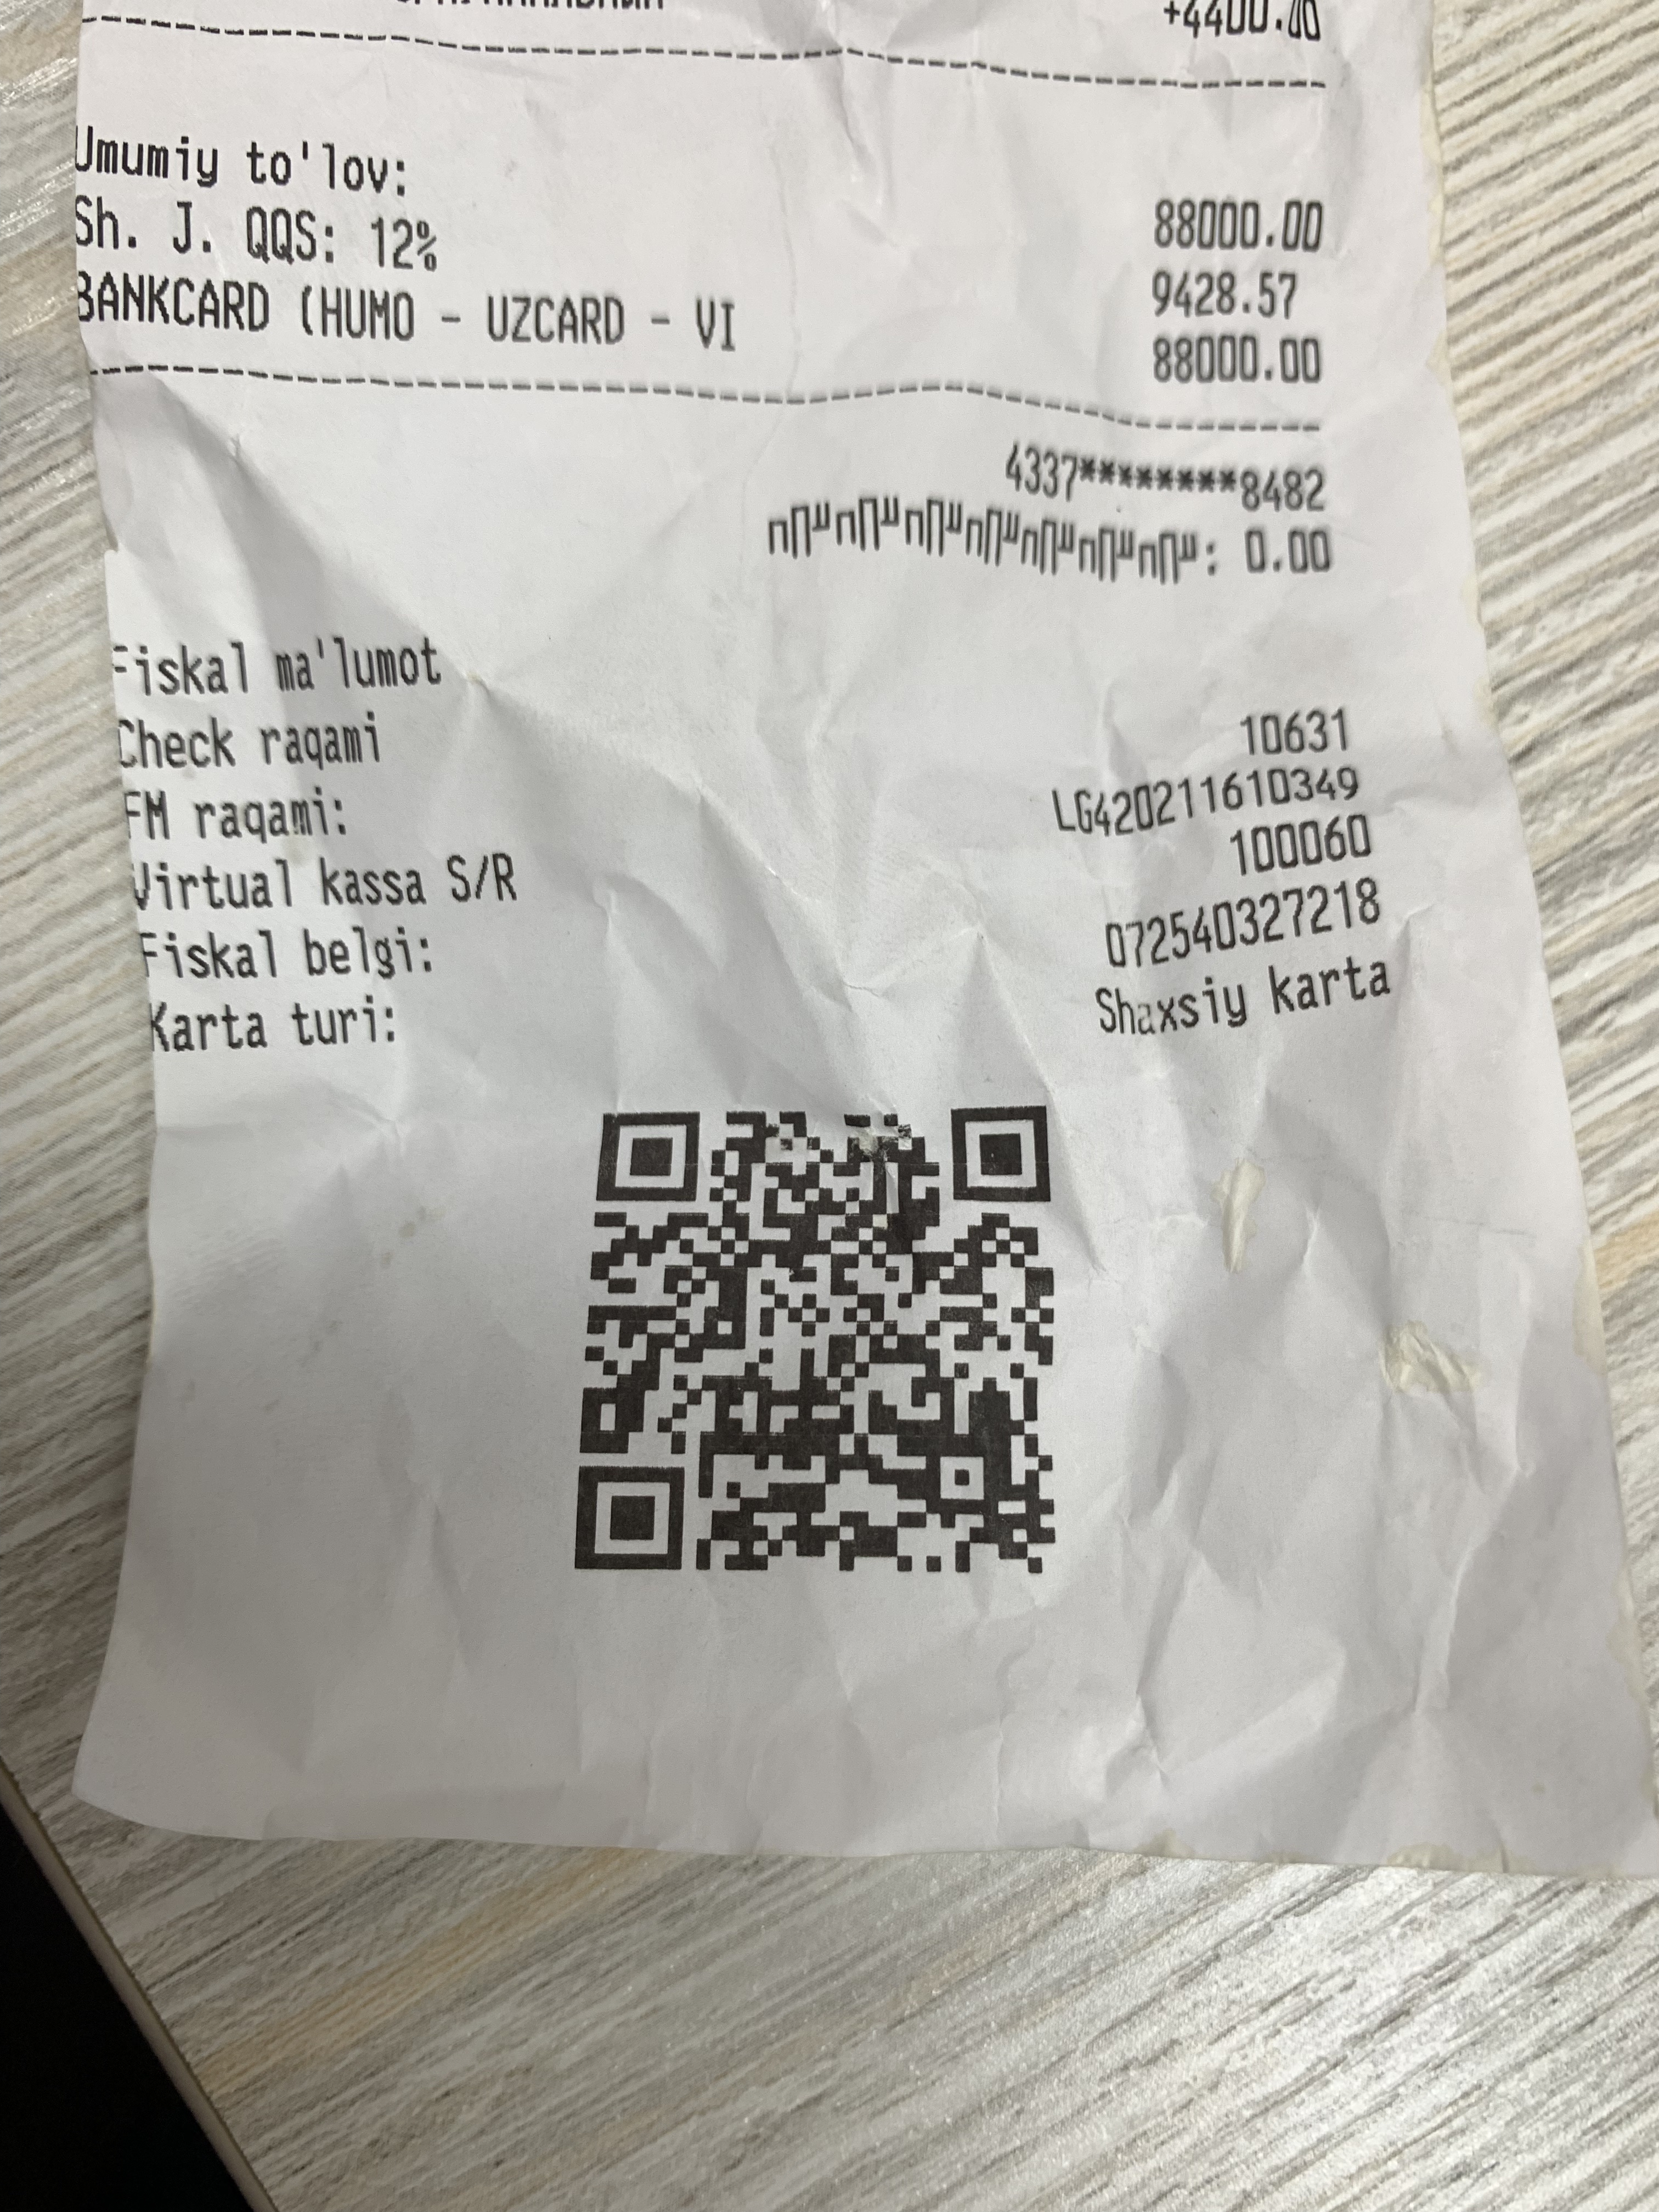 +4400.00
Umumiy to'lov: 88000.00
Sh. J. QQS: 12% 9428.57
BANKCARD (HUMO - UZCARD - VI 88000.00
4337********8482
: 0.00
Fiskal ma'lumot
Check raqami 10631
FM raqami: LG420211610349
Virtual kassa S/R 100060
Fiskal belgi: 072540327218
Karta turi: Shaxsiy karta